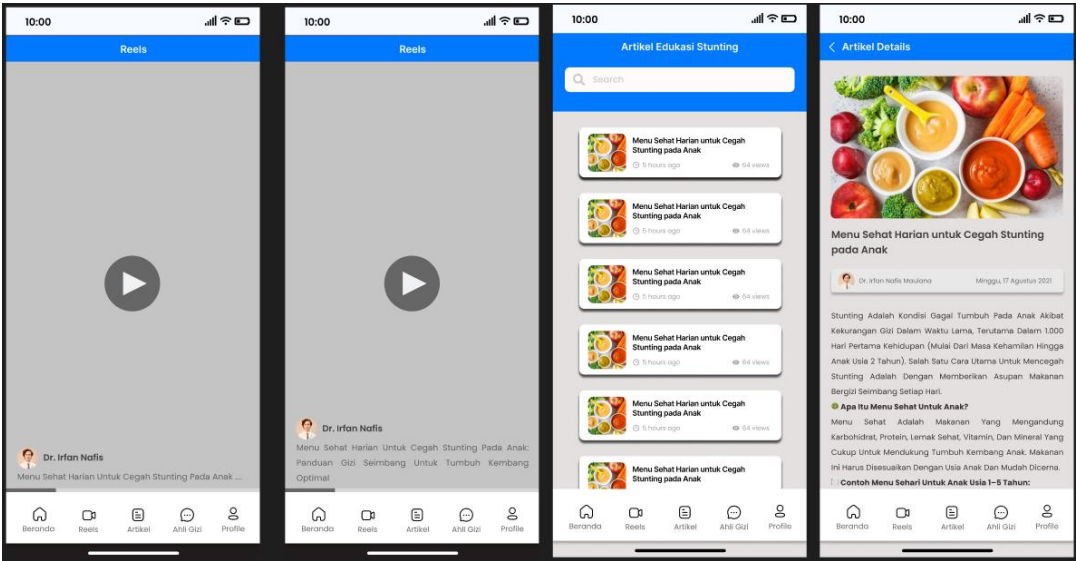 10:00
Reels
Dr. Irfan Nafis
Menu Sehat Harian Untuk Cegah Stunting Pada Anak ...
Beranda
Reels
Artikel
Ahli Gizi
Profile
10:00
Reels
Dr. Irfan Nafis
Menu Sehat Harian Untuk Cegah Stunting Pada Anak:
Panduan Gizi Seimbang Untuk Tumbuh Kembang
Optimal
Beranda
Reels
Artikel
Ahli Gizi
Profile
10:00
Artikel Edukasi Stunting
Search
Menu Sehat Harian untuk Cegah
Stunting pada Anak
5 hours ago
64 views
Menu Sehat Harian untuk Cegah
Stunting pada Anak
5 hours ago
64 views
Menu Sehat Harian untuk Cegah
Stunting pada Anak
5 hours ago
64 views
Menu Sehat Harian untuk Cegah
Stunting pada Anak
5 hours ago
64 views
Menu Sehat Harian untuk Cegah
Stunting pada Anak
5 hours ago
64 views
Menu Sehat Harian untuk Cegah
Stunting pada Anak
Beranda
Reels
Artikel
Ahli Gizi
Profile
10:00
Artikel Details
Menu Sehat Harian untuk Cegah Stunting
pada Anak
Dr. Irfan Nafis Maulana
Minggu, 17 Agustus 2021
Stunting Adalah Kondisi Gagal Tumbuh Pada Anak Akibat
Kekurangan Gizi Dalam Waktu Lama, Terutama Dalam 1.000
Hari Pertama Kehidupan (Mulai Dari Masa Kehamilan Hingga
Anak Usia 2 Tahun). Salah Satu Cara Utama Untuk Mencegah
Stunting Adalah Dengan Memberikan Asupan Makanan
Bergizi Seimbang Setiap Hari.
Apa Itu Menu Sehat Untuk Anak?
Menu Sehat Adalah Makanan Yang Mengandung
Karbohidrat, Protein, Lemak Sehat, Vitamin, Dan Mineral Yang
Cukup Untuk Mendukung Tumbuh Kembang Anak. Makanan
Ini Harus Disesuaikan Dengan Usia Anak Dan Mudah Dicerna.
Contoh Menu Sehari Untuk Anak Usia 1–5 Tahun:
Beranda
Reels
Artikel
Ahli Gizi
Profile